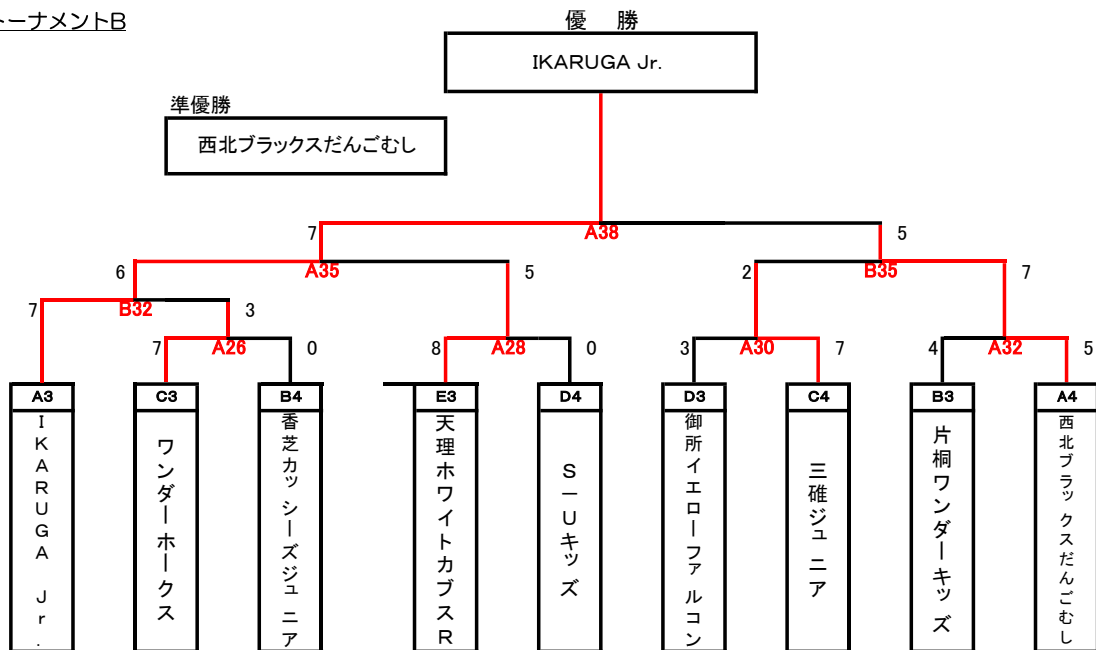 トーナメントB
優 勝
IKARUGA Jr.
準優勝
西北ブラックスだんごむし
7 A38 5
6 A35 5 2 B35 7
7 B32 3
7 A26 0 8 A28 0 3 A30 7 4 A32 5
A3 C3 B4 E3 D4 D3 C4 B3 A4
IKARUGA Jr.
ワンダーホークス
香芝カッシーズジュニア
天理ホワイトカブスR
S-Uキッズ
御所イエローファルコン
三碓ジュニア
片桐ワンダーキッズ
西北ブラックスだんごむし